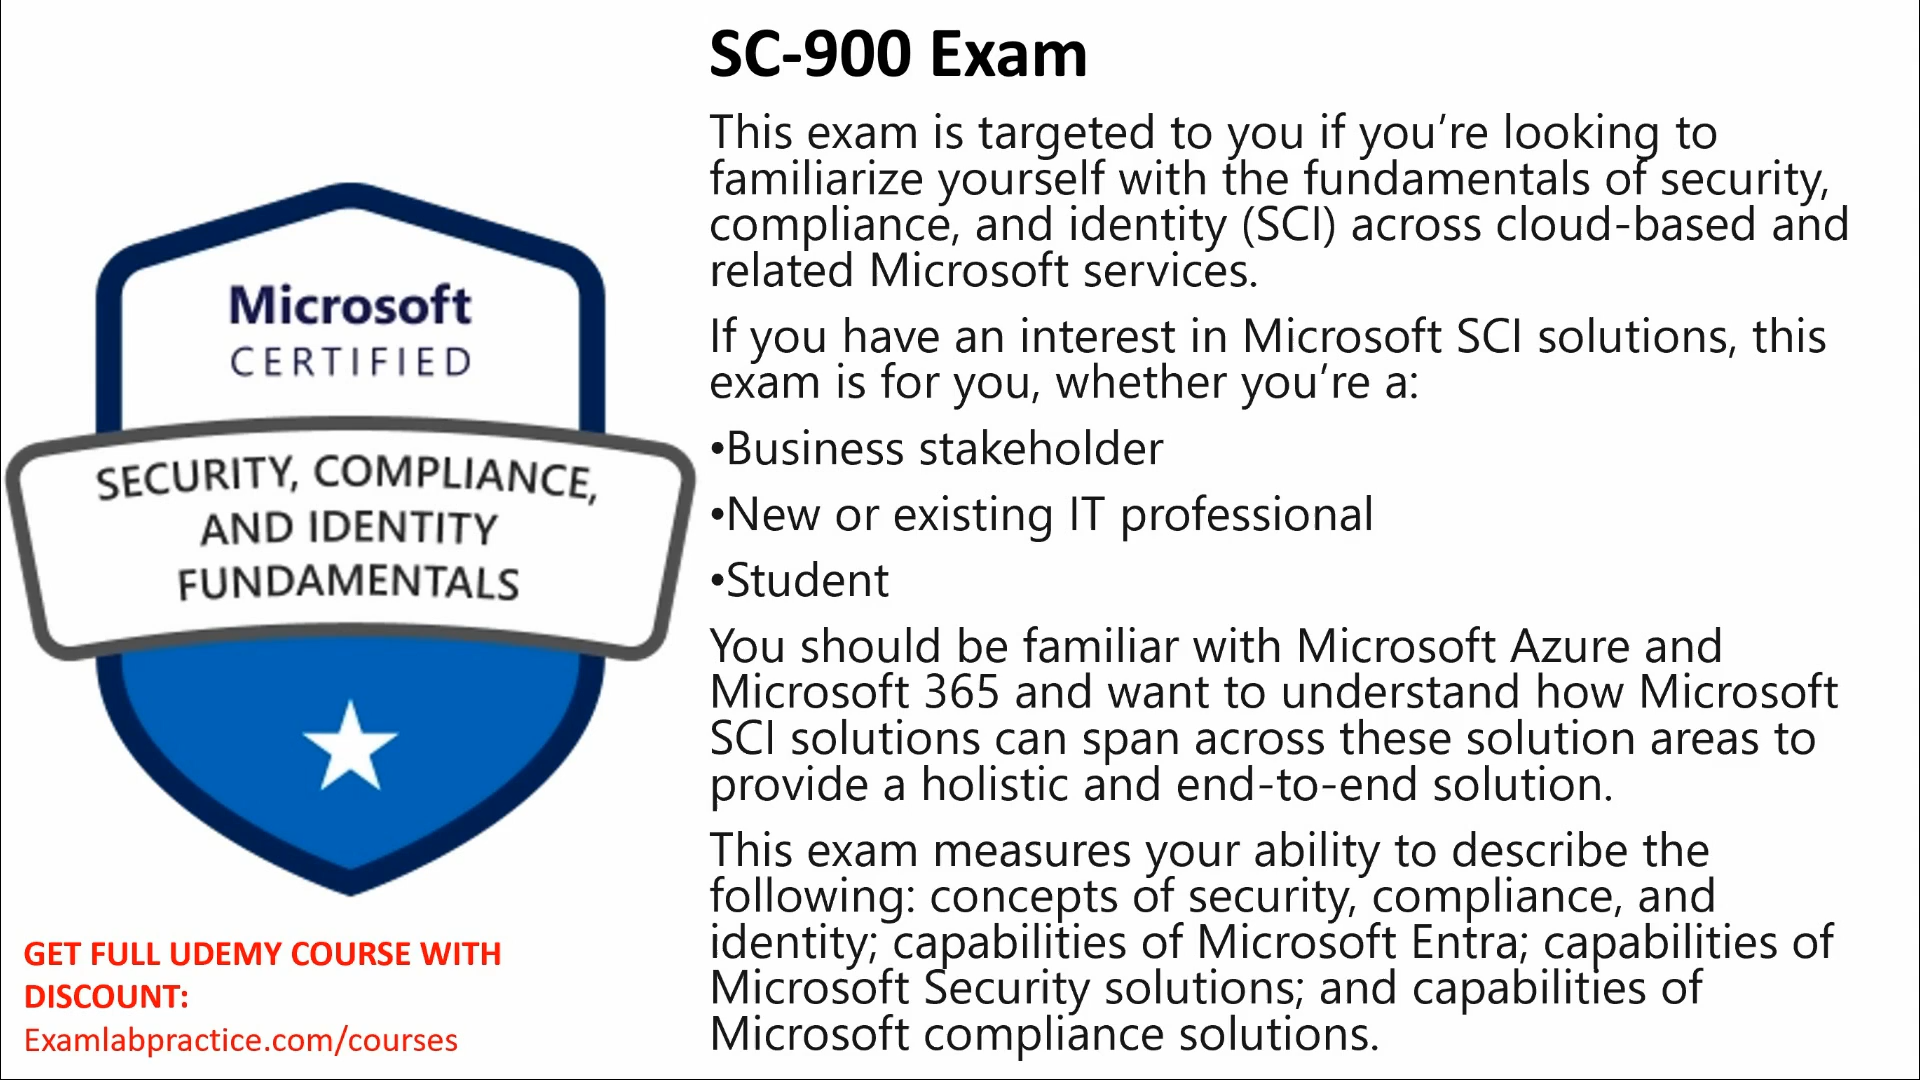 SC-900 Exam
This exam is targeted to you if you’re looking to
familiarize yourself with the fundamentals of security,
compliance, and identity (SCI) across cloud-based and
related Microsoft services.
If you have an interest in Microsoft SCI solutions, this
exam is for you, whether you’re a:
•Business stakeholder
•New or existing IT professional
•Student
You should be familiar with Microsoft Azure and
Microsoft 365 and want to understand how Microsoft
SCI solutions can span across these solution areas to
provide a holistic and end-to-end solution.
This exam measures your ability to describe the
following: concepts of security, compliance, and
identity; capabilities of Microsoft Entra; capabilities of
Microsoft Security solutions; and capabilities of
Microsoft compliance solutions.
Microsoft
CERTIFIED
SECURITY, COMPLIANCE,
AND IDENTITY
FUNDAMENTALS
GET FULL UDEMY COURSE WITH
DISCOUNT:
Examlabpractice.com/courses